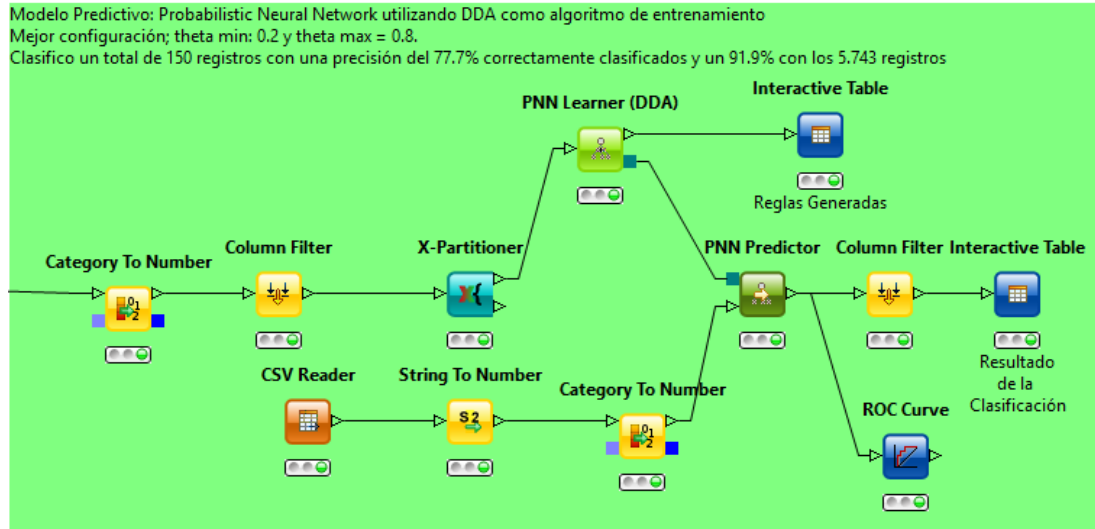 Modelo Predictivo: Probabilistic Neural Network utilizando DDA como algoritmo de entrenamiento
Mejor configuración; theta min: 0.2 y theta max = 0.8.
Clasifico un total de 150 registros con una precisión del 77.7% correctamente clasificados y un 91.9% con los 5.743 registros
Interactive Table
PNN Learner (DDA)
Reglas Generadas
Category To Number
Column Filter
X-Partitioner
PNN Predictor
Column Filter
Interactive Table
Resultado
de la
Clasificación
CSV Reader
String To Number
Category To Number
ROC Curve